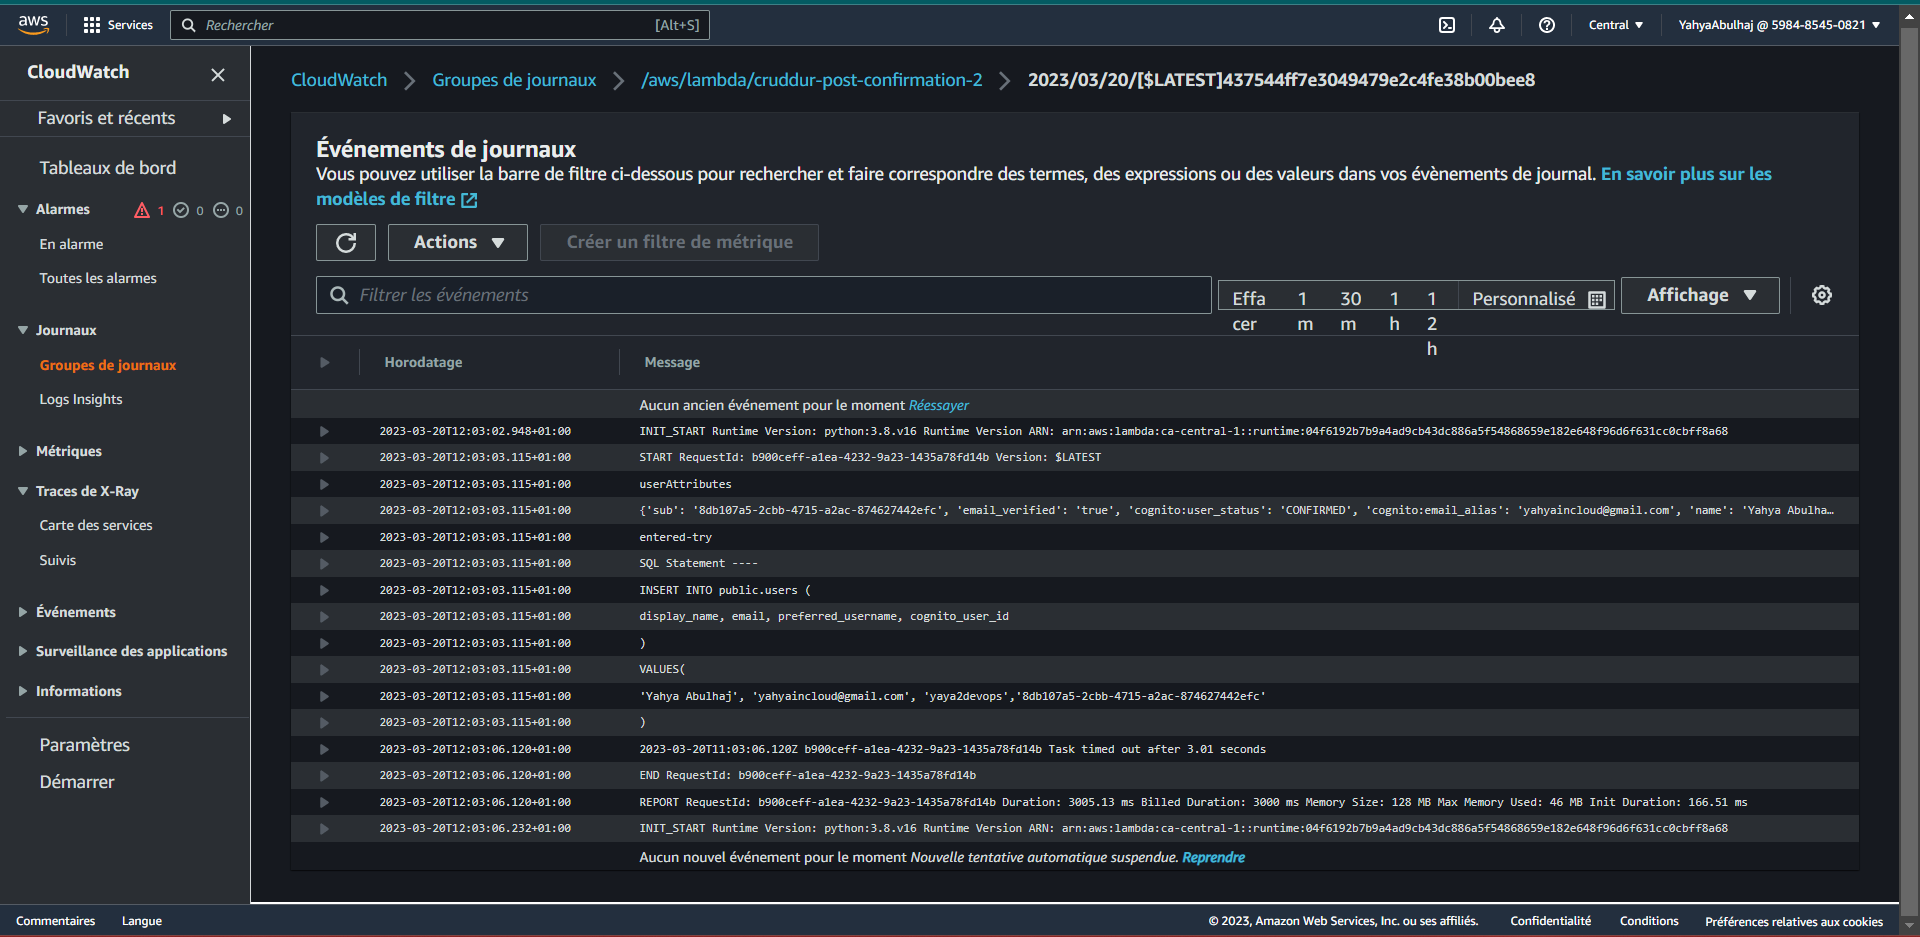 aws
Services
Rechercher
[Alt+S]
Central
YahyaAbulhaj @ 5984-8545-0821
CloudWatch
Favoris et récents
Tableaux de bord
Alarmes 1 0 0
En alarme
Toutes les alarmes
Journaux
Groupes de journaux
Logs Insights
Métriques
Traces de X-Ray
Carte des services
Suivis
Événements
Surveillance des applications
Informations
Paramètres
Démarrer
CloudWatch
Groupes de journaux
/aws/lambda/cruddur-post-confirmation-2
2023/03/20/[$LATEST]437544ff7e3049479e2c4fe38b00bee8
Événements de journaux
Vous pouvez utiliser la barre de filtre ci-dessous pour rechercher et faire correspondre des termes, des expressions ou des valeurs dans vos évènements de journal. En savoir plus sur les
modèles de filtre
Actions
Créer un filtre de métrique
Filtrer les événements
Effa 1 30 1 1
cer m m h 2
h
Personnalisé
Affichage
Horodatage Message
Aucun ancien événement pour le moment Réessayer
2023-03-20T12:03:02.948+01:00 INIT_START Runtime Version: python:3.8.v16 Runtime Version ARN: arn:aws:lambda:ca-central-1::runtime:04f6192b7b9a4ad9cb43dc886a5f54868659e182e648f96d6f631cc0cbff8a68
2023-03-20T12:03:03.115+01:00 START RequestId: b900ceff-a1ea-4232-9a23-1435a78fd14b Version: $LATEST
2023-03-20T12:03:03.115+01:00 userAttributes
2023-03-20T12:03:03.115+01:00 {'sub': '8db107a5-2cbb-4715-a2ac-874627442efc', 'email_verified': 'true', 'cognito:user_status': 'CONFIRMED', 'cognito:email_alias': 'yahyaincloud@gmail.com', 'name': 'Yahya Abulha…
2023-03-20T12:03:03.115+01:00 entered-try
2023-03-20T12:03:03.115+01:00 SQL Statement ----
2023-03-20T12:03:03.115+01:00 INSERT INTO public.users (
2023-03-20T12:03:03.115+01:00 display_name, email, preferred_username, cognito_user_id
2023-03-20T12:03:03.115+01:00 )
2023-03-20T12:03:03.115+01:00 VALUES(
2023-03-20T12:03:03.115+01:00 'Yahya Abulhaj', 'yahyaincloud@gmail.com', 'yaya2devops','8db107a5-2cbb-4715-a2ac-874627442efc'
2023-03-20T12:03:03.115+01:00 )
2023-03-20T12:03:06.120+01:00 2023-03-20T11:03:06.120Z b900ceff-a1ea-4232-9a23-1435a78fd14b Task timed out after 3.01 seconds
2023-03-20T12:03:06.120+01:00 END RequestId: b900ceff-a1ea-4232-9a23-1435a78fd14b
2023-03-20T12:03:06.120+01:00 REPORT RequestId: b900ceff-a1ea-4232-9a23-1435a78fd14b Duration: 3005.13 ms Billed Duration: 3000 ms Memory Size: 128 MB Max Memory Used: 46 MB Init Duration: 166.51 ms
2023-03-20T12:03:06.232+01:00 INIT_START Runtime Version: python:3.8.v16 Runtime Version ARN: arn:aws:lambda:ca-central-1::runtime:04f6192b7b9a4ad9cb43dc886a5f54868659e182e648f96d6f631cc0cbff8a68
Aucun nouvel événement pour le moment Nouvelle tentative automatique suspendue. Reprendre
Commentaires Langue © 2023, Amazon Web Services, Inc. ou ses affiliés. Confidentialité Conditions Préférences relatives aux cookies